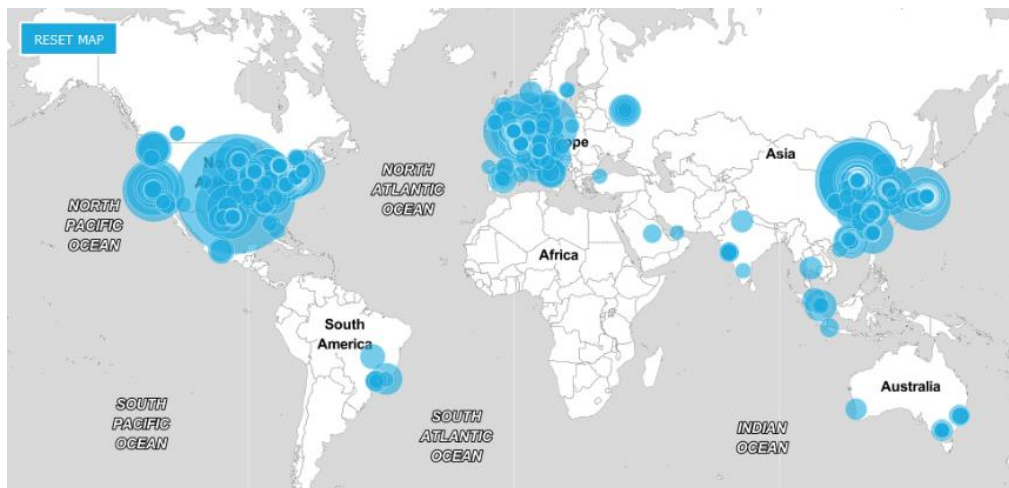 RESET MAP
NORTH
PACIFIC
OCEAN
NORTH
ATLANTIC
OCEAN
Asia
Africa
South
America
Australia
SOUTH
PACIFIC
OCEAN
SOUTH
ATLANTIC
OCEAN
INDIAN
OCEAN